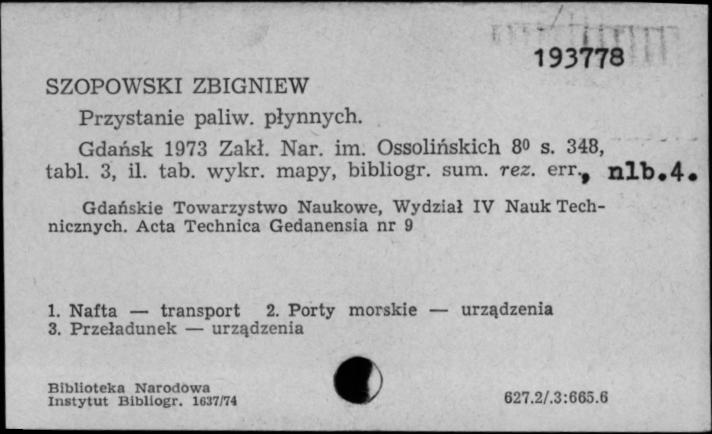 193778
SZOPOWSKI ZBIGNIEW
Przystanie paliw. płynnych.
Gdańsk 1973 Zakł. Nar. im. Ossolińskich 8⁰ s. 348,
tabl. 3, il. tab. wykr. mapy, bibliogr. sum. rez. err., nlb.4.
Gdańskie Towarzystwo Naukowe, Wydział IV Nauk Tech-
nicznych. Acta Technica Gedanensia nr 9
1. Nafta — transport 2. Porty morskie — urządzenia
3. Przeładunek — urządzenia
Biblioteka Narodowa
Instytut Bibliogr. 1637/74
627.2/.3:665.6